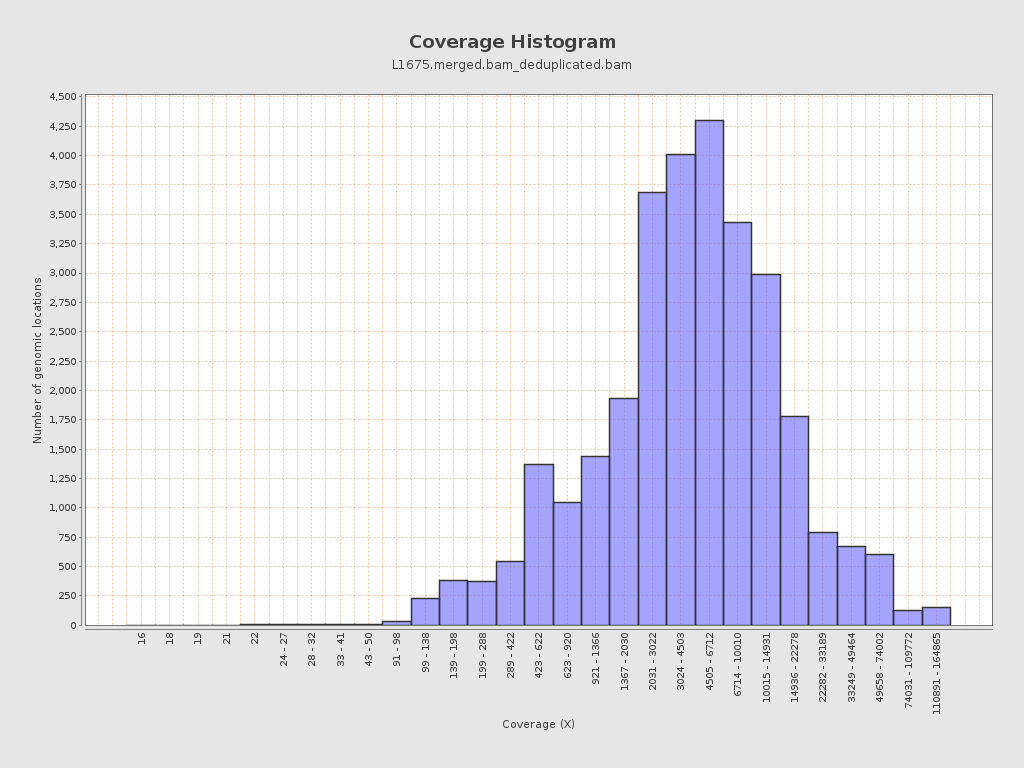 Coverage Histogram
L1675.merged.bam_deduplicated.bam
Number of genomic locations
4,500
4,250
4,000
3,750
3,500
3,250
3,000
2,750
2,500
2,250
2,000
1,750
1,500
1,250
1,000
750
500
250
0
16
18
19
21
22
24 - 27
28 - 32
33 - 41
43 - 50
91 - 98
99 - 138
139 - 198
199 - 288
289 - 422
423 - 622
623 - 920
921 - 1366
1367 - 2030
2031 - 3022
3024 - 4503
4505 - 6712
6714 - 10010
10015 - 14931
14936 - 22278
22282 - 33189
33249 - 49464
49658 - 74002
74031 - 109772
110891 - 164865
Coverage (X)